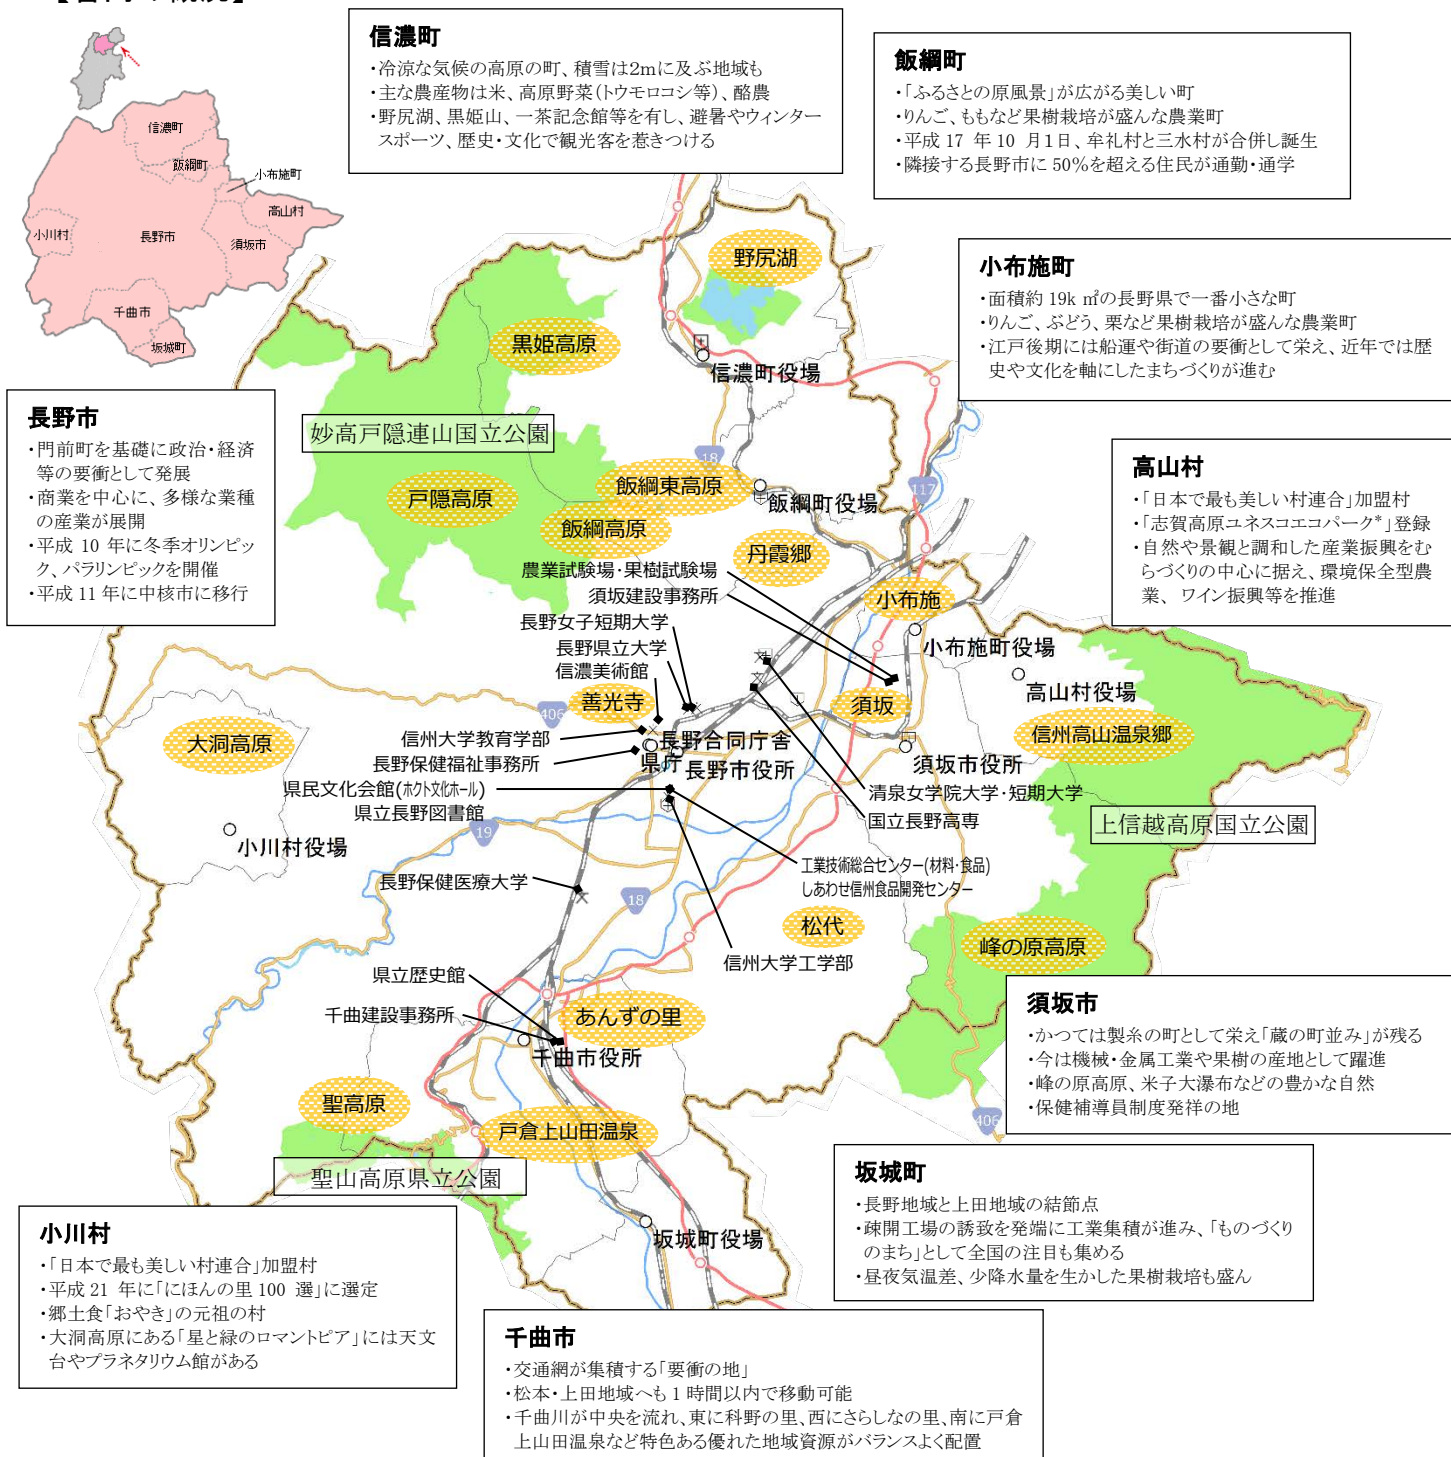 信濃町
・冷涼な気候の高原の町、積雪は2mに及ぶ地域も
・主な農産物は米、高原野菜(トウモロコシ等)、酪農
・野尻湖、黒姫山、一茶記念館等を有し、避暑やウィンター
スポーツ、歴史・文化で観光客を惹きつける
飯綱町
・「ふるさとの原風景」が広がる美しい町
・りんご、ももなど果樹栽培が盛んな農業町
・平成 17 年 10 月1日、牟礼村と三水村が合併し誕生
・隣接する長野市に 50%を超える住民が通勤・通学
信濃町
飯綱町
小布施町
高山村
小川村
長野市
須坂市
千曲市
坂城町
小布施町
・面積約 19k ㎡の長野県で一番小さな町
・りんご、ぶどう、栗など果樹栽培が盛んな農業町
・江戸後期には船運や街道の要衝として栄え、近年では歴
史や文化を軸にしたまちづくりが進む
長野市
・門前町を基礎に政治・経済
等の要衝として発展
・商業を中心に、多様な業種
の産業が展開
・平成 10 年に冬季オリンピッ
ク、パラリンピックを開催
・平成 11 年に中核市に移行
高山村
・「日本で最も美しい村連合」加盟村
・「志賀高原ユネスコエコパーク*」登録
・自然や景観と調和した産業振興をむ
らづくりの中心に据え、環境保全型農
業、 ワイン振興等を推進
野尻湖
黒姫高原
信濃町役場
妙高戸隠連山国立公園
18
戸隠高原
飯綱東高原
飯綱町役場
117
飯綱高原
丹霞郷
農業試験場・果樹試験場
須坂建設事務所
小布施
長野女子短期大学
小布施町役場
長野県立大学
信濃美術館
高山村役場
善光寺
須坂
406
大洞高原
信州大学教育学部
長野合同庁舎
信州高山温泉郷
長野保健福祉事務所
県庁
長野市役所
須坂市役所
県民文化会館(ホクト文化ホール)
清泉女学院大学・短期大学
県立長野図書館
国立長野高専
上信越高原国立公園
19
小川村役場
工業技術総合センター(材料・食品)
しあわせ信州食品開発センター
長野保健医療大学
18
松代
峰の原高原
信州大学工学部
県立歴史館
千曲建設事務所
あんずの里
千曲市役所
聖高原
戸倉上山田温泉
406
聖山高原県立公園
坂城町役場
須坂市
・かつては製糸の町として栄え「蔵の町並み」が残る
・今は機械・金属工業や果樹の産地として躍進
・峰の原高原、米子大瀑布などの豊かな自然
・保健補導員制度発祥の地
坂城町
・長野地域と上田地域の結節点
・疎開工場の誘致を発端に工業集積が進み、「ものづくり
のまち」として全国の注目も集める
・昼夜気温差、少降水量を生かした果樹栽培も盛ん
小川村
・「日本で最も美しい村連合」加盟村
・平成 21 年に「にほんの里 100 選」に選定
・郷土食「おやき」の元祖の村
・大洞高原にある「星と緑のロマントピア」には天文
台やプラネタリウム館がある
千曲市
・交通網が集積する「要衝の地」
・松本・上田地域へも 1 時間以内で移動可能
・千曲川が中央を流れ、東に科野の里、西にさらしなの里、南に戸倉
上山田温泉など特色ある優れた地域資源がバランスよく配置